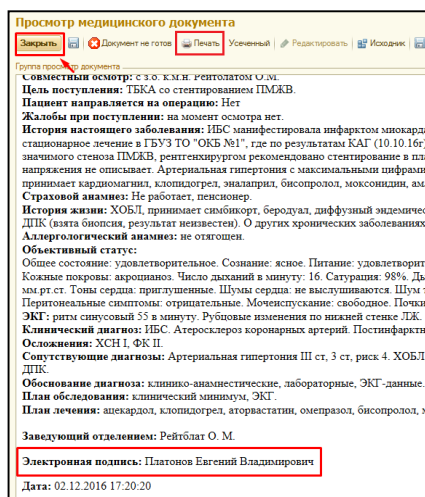 Просмотр медицинского документа
Закрыть Документ не готов Печать Усеченный Редактировать Исходник
Группа просмотр документа
Совместный осмотр: с з.о. к.м.н. Рейтблатом О.М.
Цель поступления: ТБКА со стентированием ПМЖВ.
Пациент направляется на операцию: Нет
Жалобы при поступлении: на момент осмотра нет.
История настоящего заболевания: ИБС манифестировала инфарктом миокард
стационарное лечение в ГБУЗ ТО "ОКБ №1", где по результатам КАГ (10.10.16г)
значимого стеноза ПМЖВ, рентгенхирургом рекомендовано стентирование в пл
напряжения не описывает. Артериальная гипертония с максимальными цифрами
принимает кардиомагнил, клопидогрел, эналаприл, бисопролол, моксонидин, ам
Страховой анамнез: Не работает, пенсионер.
История жизни: ХОБЛ, принимает симбикорт, беродуал, диффузный эндемичес
ДПК (взята биопсия, результат неизвестен). О других хронических заболеваниях
Аллергологический анамнез: не отягощен.
Объективный статус:
Общее состояние: удовлетворительное. Сознание: ясное. Питание: удовлетворит
Кожные покровы: акроцианоз. Число дыханий в минуту: 16. Сатурация: 98%. Ды
мм.рт.ст. Тоны сердца: приглушенные. Шумы сердца: не выслушиваются. Шум т
Перитонеальные симптомы: отрицательные. Мочеиспускание: свободное. Почки
ЭКГ: ритм синусовый 55 в минуту. Рубцовые изменения по нижней стенке ЛЖ.
Клинический диагноз: ИБС. Атеросклероз коронарных артерий. Постинфарктн
Осложнения: ХСН I, ФК II.
Сопутствующие диагнозы: Артериальная гипертония III ст, 3 ст, риск 4. ХОБЛ
ДПК.
Обоснование диагноза: клинико-анамнестические, лабораторные, ЭКГ-данные.
План обследования: клинический минимум, ЭКГ.
План лечения: ацекардол, клопидогрел, аторвастатин, омепразол, бисопролол,
Заведующий отделением: Рейтблат О. М.
Электронная подпись: Платонов Евгений Владимирович
Дата: 02.12.2016 17:20:20